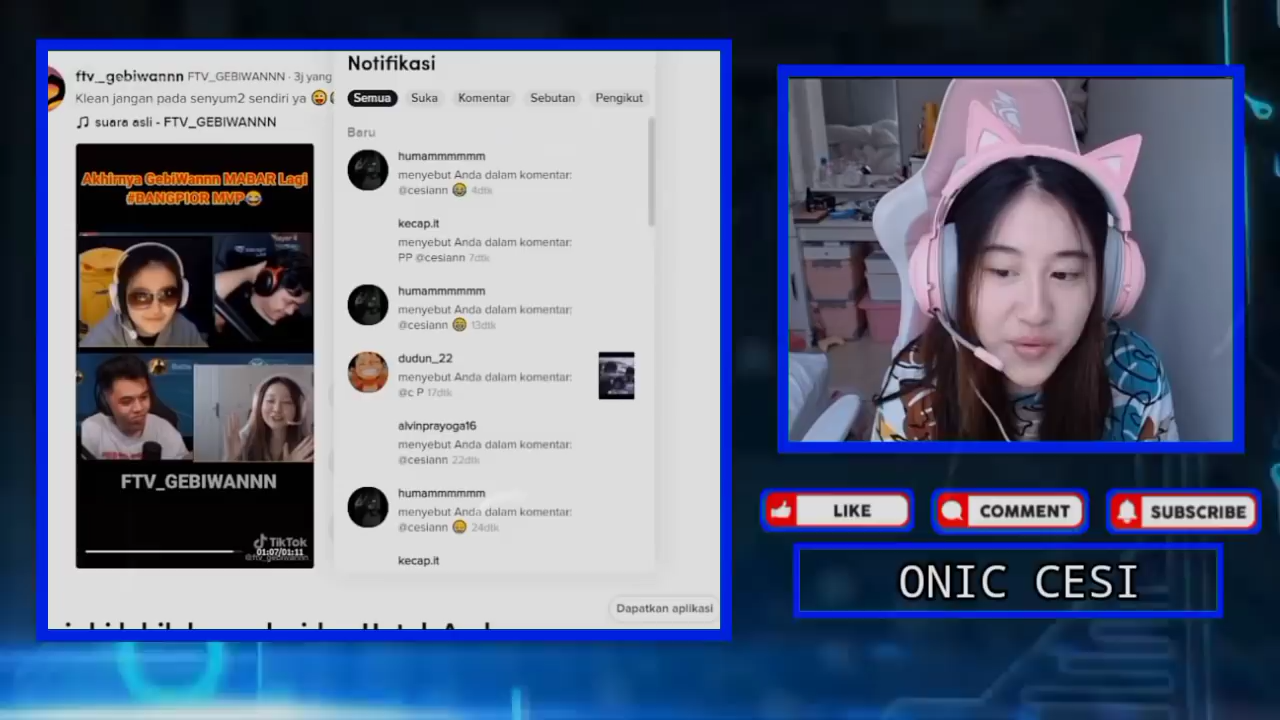 ftv_gebiwannn FTV_GEBIWANNN · 3j yang
Klean jangan pada senyum2 sendiri ya 😜
suara asli - FTV_GEBIWANNN
Akhirnya GebiWannn MABAR Lagi
#BANGPIOR MVP😂
FTV_GEBIWANNN
TikTok
01:07/01:11
@ftv_gebiwannn
Notifikasi
Semua Suka Komentar Sebutan Pengikut
Baru
humammmmmm
menyebut Anda dalam komentar:
@cesiann 😂 4dtk
kecap.it
menyebut Anda dalam komentar:
PP @cesiann 7dtk
humammmmmm
menyebut Anda dalam komentar:
@cesiann 😁 13dtk
dudun_22
menyebut Anda dalam komentar:
@c P 17dtk
alvinprayoga16
menyebut Anda dalam komentar:
@cesiann 22dtk
humammmmmm
menyebut Anda dalam komentar:
@cesiann 😄 24dtk
kecap.it
Dapatkan aplikasi
LIKE COMMENT SUBSCRIBE
ONIC CESI